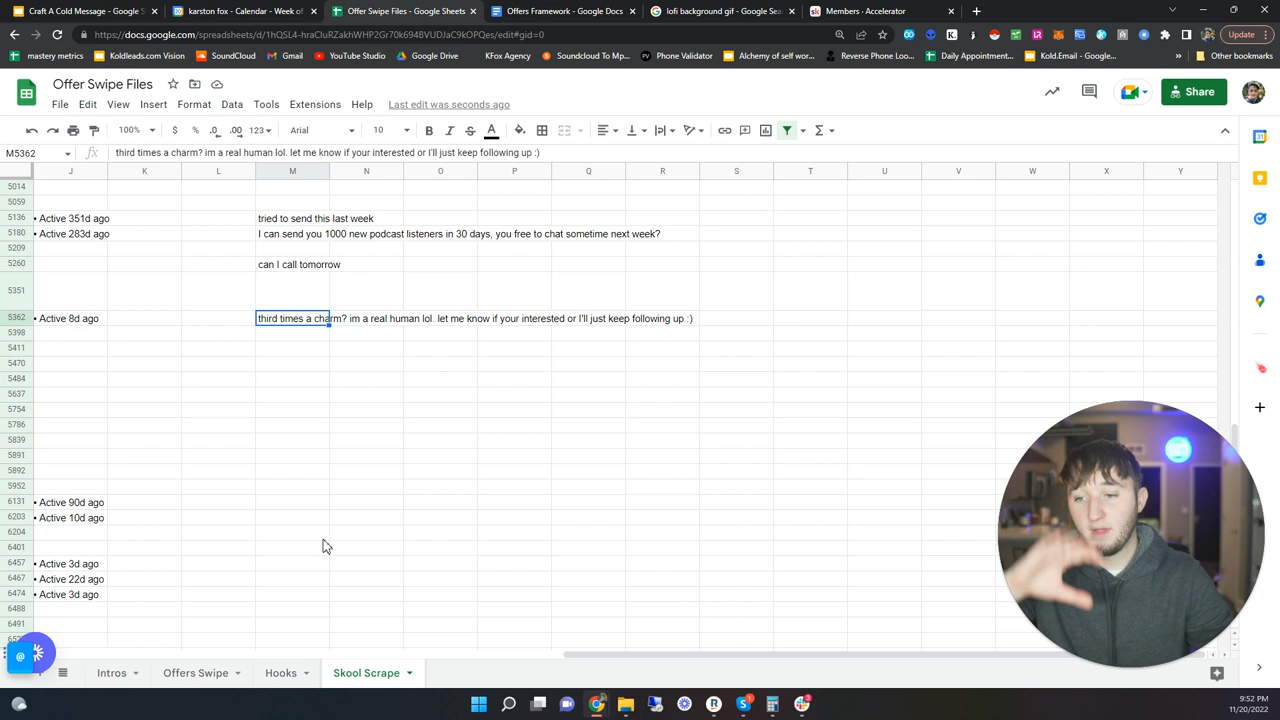 Craft A Cold Message - Google S
karston fox - Calendar - Week of
Offer Swipe Files - Google Sheets
Offers Framework - Google Docs
lofi background gif - Google Sea
Members · Accelerator
https://docs.google.com/spreadsheets/d/1hQSL4-hraCIuRZakhWHP2Gr70k694BVUDJaC9kOPQes/edit#gid=0
Update
mastery metrics
Koldleads.com Vision
SoundCloud
Gmail
YouTube Studio
Google Drive
KFox Agency
Soundcloud To Mp...
Phone Validator
Alchemy of self wor...
Reverse Phone Loo...
Daily Appointment...
Kold.Email - Google...
Other bookmarks
Offer Swipe Files
File Edit View Insert Format Data Tools Extensions Help Last edit was seconds ago
Share
100% $ % .0 .00 123 Arial 10 B I S A
M5362 fx third times a charm? im a real human lol. let me know if your interested or I'll just keep following up :)
J K L M N O P Q R S T U V W X Y
5014
5059
5136 • Active 351d ago tried to send this last week
5180 • Active 283d ago I can send you 1000 new podcast listeners in 30 days, you free to chat sometime next week?
5209
5260 can I call tomorrow
5351
5362 • Active 8d ago third times a charm? im a real human lol. let me know if your interested or I'll just keep following up :)
5398
5411
5470
5484
5637
5754
5786
5839
5891
5892
5952
6131 • Active 90d ago
6203 • Active 10d ago
6204
6401
6457 • Active 3d ago
6467 • Active 22d ago
6474 • Active 3d ago
6488
6491
Intros Offers Swipe Hooks Skool Scrape
9:52 PM
11/20/2022